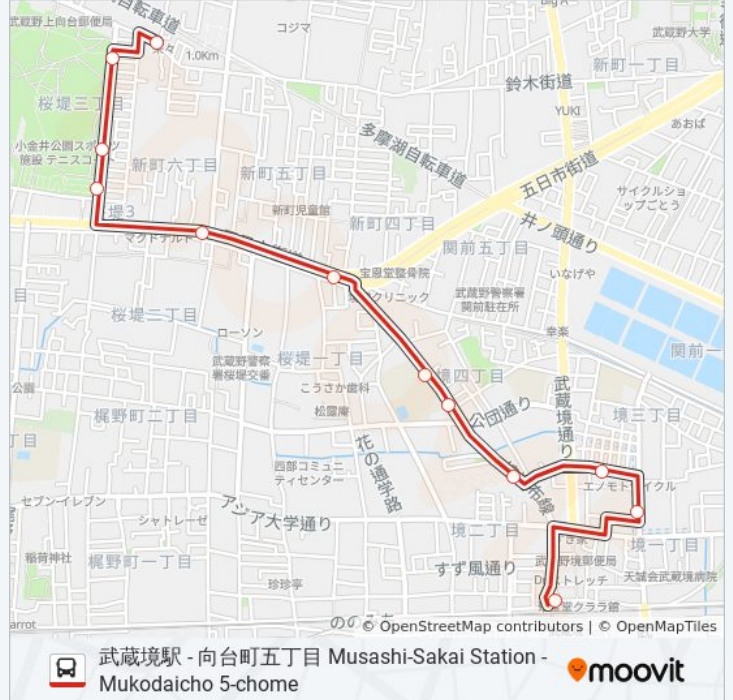 自転車道
武蔵野上向台郵便局
コジマ
武蔵野大学
1.0Km
新町一丁目
鈴木街道
桜堤三丁目
YUKI
あおば
多摩湖自転車道
小金井公園スポーツ
施設 テニスコート
新町六丁目
新町五丁目
五日市街道
サイクルショ
ップごとう
堤3
新町児童館
新町四丁目
井ノ頭通り
マクドナルド
関前五丁目
宝恩堂整骨院
いなげや
クリニック
武蔵野警察署
関前駐在所
桜堤二丁目
ローソン
幸楽
関前一
武蔵野警察
署桜堤交番
桜堤一丁目
境四丁目
公園
こうさか歯科
武蔵境通り
梶野町二丁目
松露庵
公団通り
境三丁目
丁目
花の通学路
四部コミュニ
ティセンター
エノモトサイクル
セブン-イレブン
シャトレーゼ
アジア大学通り
境二丁目
すき家
境一丁目
稲荷神社
梶野町一丁目
すず風通り
武蔵野境郵便局
Dr.ストレッチ
天誠会武蔵境病院
珍珍亭
クララ館
arrot
© OpenStreetMap contributors | © OpenMapTiles
武蔵境駅 - 向台町五丁目 Musashi-Sakai Station -
Mukodaicho 5-chome
moovit